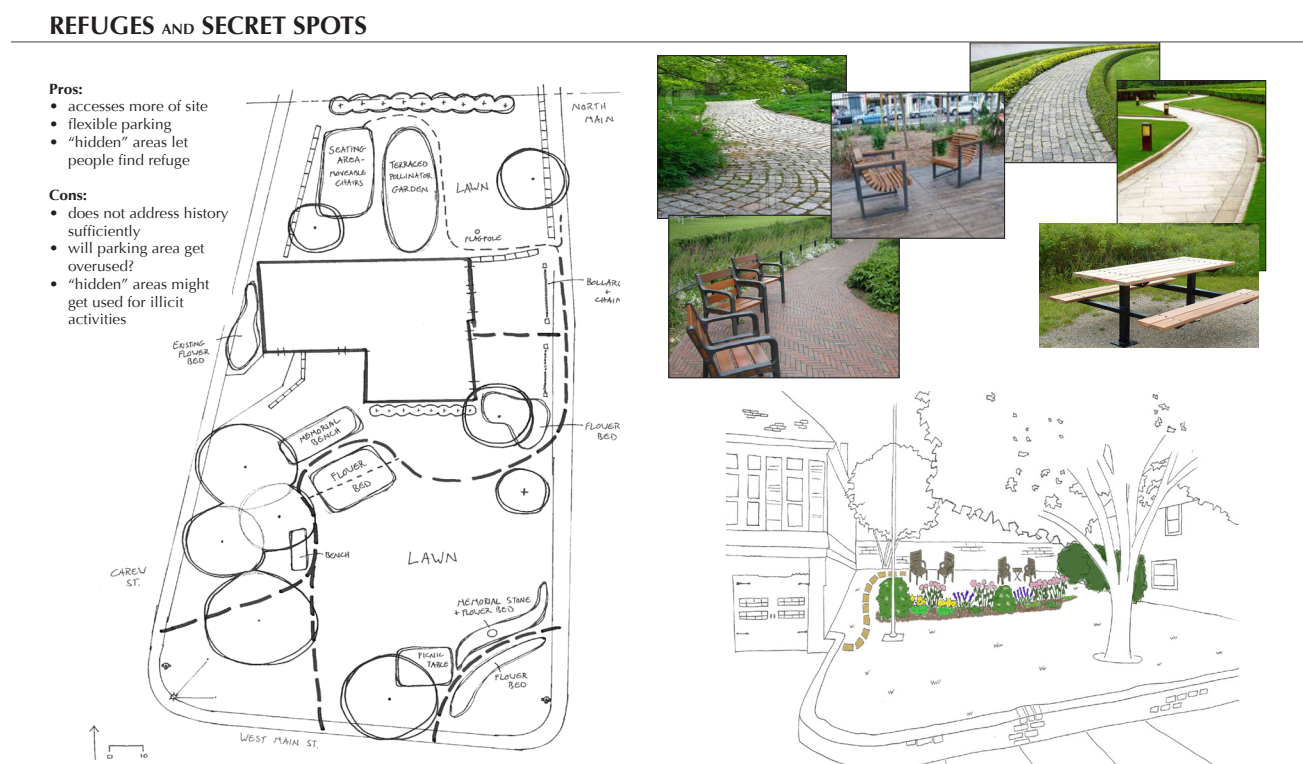 REFUGES AND SECRET SPOTS
Pros:
• accesses more of site
• flexible parking
• “hidden” areas let
people find refuge
Cons:
• does not address history
sufficiently
• will parking area get
overused?
• “hidden” areas might
get used for illicit
activities
NORTH
MAIN
SEATING
AREA-
MOVEABLE
CHAIRS
TERRACED
POLLINATOR
GARDEN
LAWN
FLAGPOLE
BOLLARD
+
CHAIN
EXISTING
FLOWER
BED
MEMORIAL
BENCH
FLOWER
BED
FLOWER
BED
BENCH
LAWN
CAREW
ST.
MEMORIAL STONE
+ FLOWER BED
PICNIC
TABLE
FLOWER
BED
WEST MAIN ST.
0 10